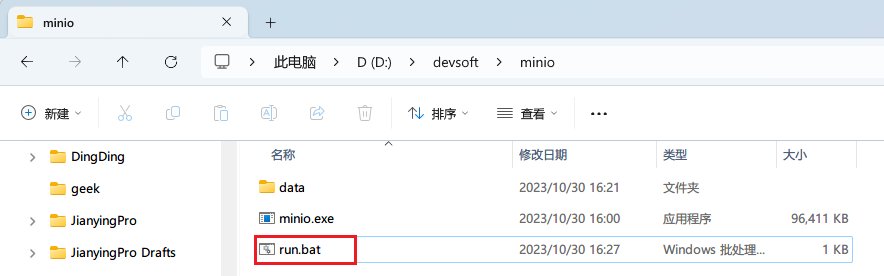 minio
此电脑 > D (D:) > devsoft > minio
新建 排序 查看 ...
名称 修改日期 类型 大小
DingDing
geek
JianyingPro
JianyingPro Drafts
data 2023/10/30 16:21 文件夹
minio.exe 2023/10/30 16:00 应用程序 96,411 KB
run.bat 2023/10/30 16:27 Windows 批处理... 1 KB